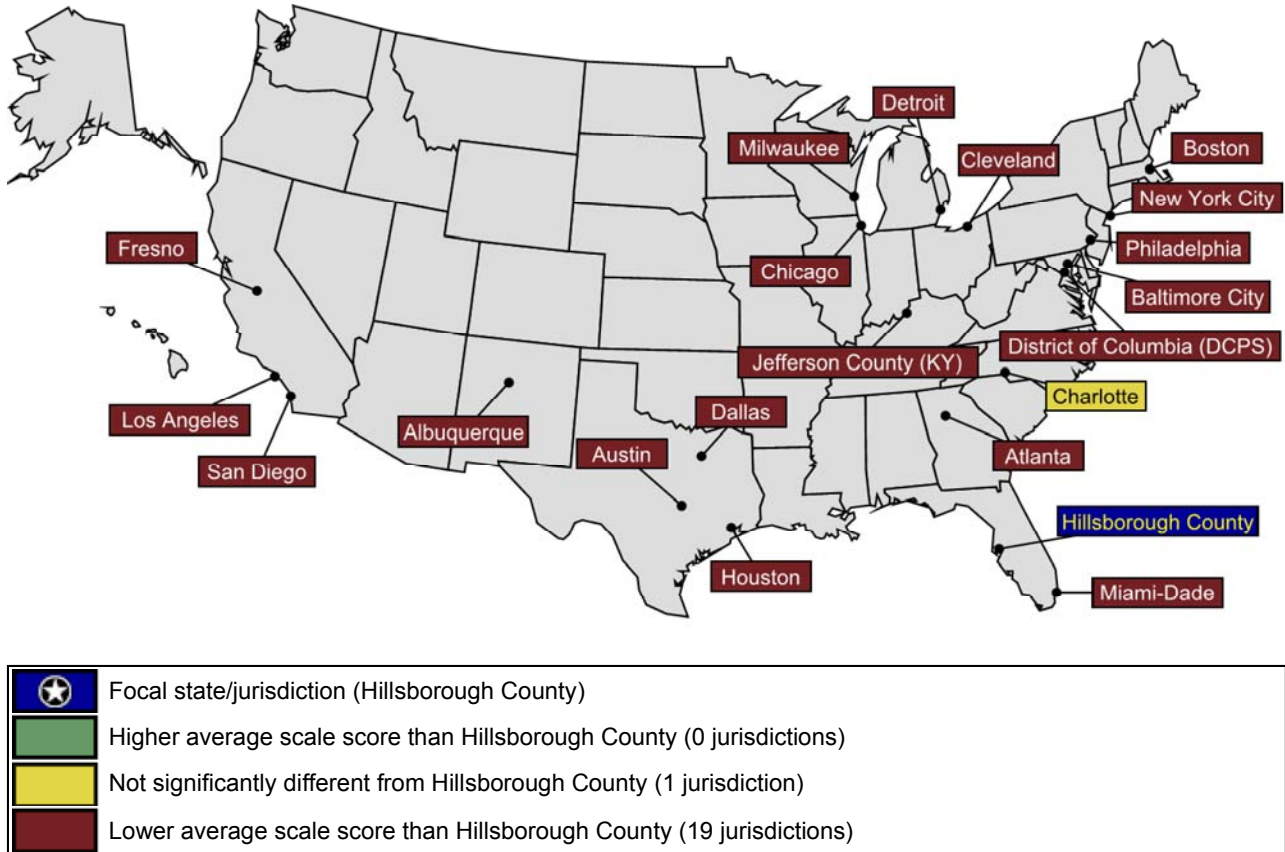 Detroit
Milwaukee
Cleveland
Boston
New York City
Fresno
Philadelphia
Chicago
Baltimore City
District of Columbia (DCPS)
Jefferson County (KY)
Charlotte
Los Angeles
Albuquerque
Dallas
Austin
Atlanta
San Diego
Hillsborough County
Houston
Miami-Dade
Focal state/jurisdiction (Hillsborough County)
Higher average scale score than Hillsborough County (0 jurisdictions)
Not significantly different from Hillsborough County (1 jurisdiction)
Lower average scale score than Hillsborough County (19 jurisdictions)